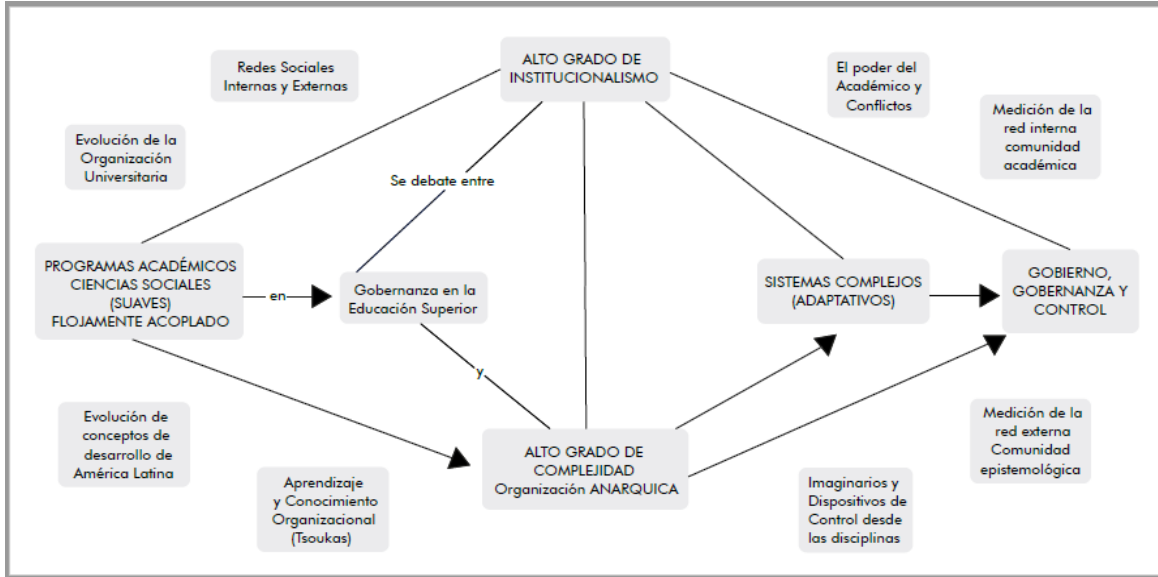 Redes Sociales
Internas y Externas
ALTO GRADO DE
INSTITUCIONALISMO
El poder del
Académico y
Conflictos
Medición de la
red interna
comunidad
académica
Evolución de la
Organización
Universitaria
Se debate entre
PROGRAMAS ACADÉMICOS
CIENCIAS SOCIALES
(SUAVES)
FLOJAMENTE ACOPLADO
en
Gobernanza en la
Educación Superior
SISTEMAS COMPLEJOS
(ADAPTATIVOS)
GOBIERNO,
GOBERNANZA Y
CONTROL
y
Evolución de
conceptos de
desarrollo de
América Latina
Aprendizaje
y Conocimiento
Organizacional
(Tsoukas)
ALTO GRADO DE
COMPLEJIDAD
Organización ANARQUICA
Imaginarios y
Dispositivos de
Control desde
las disciplinas
Medición de la
red externa
Comunidad
epistemológica